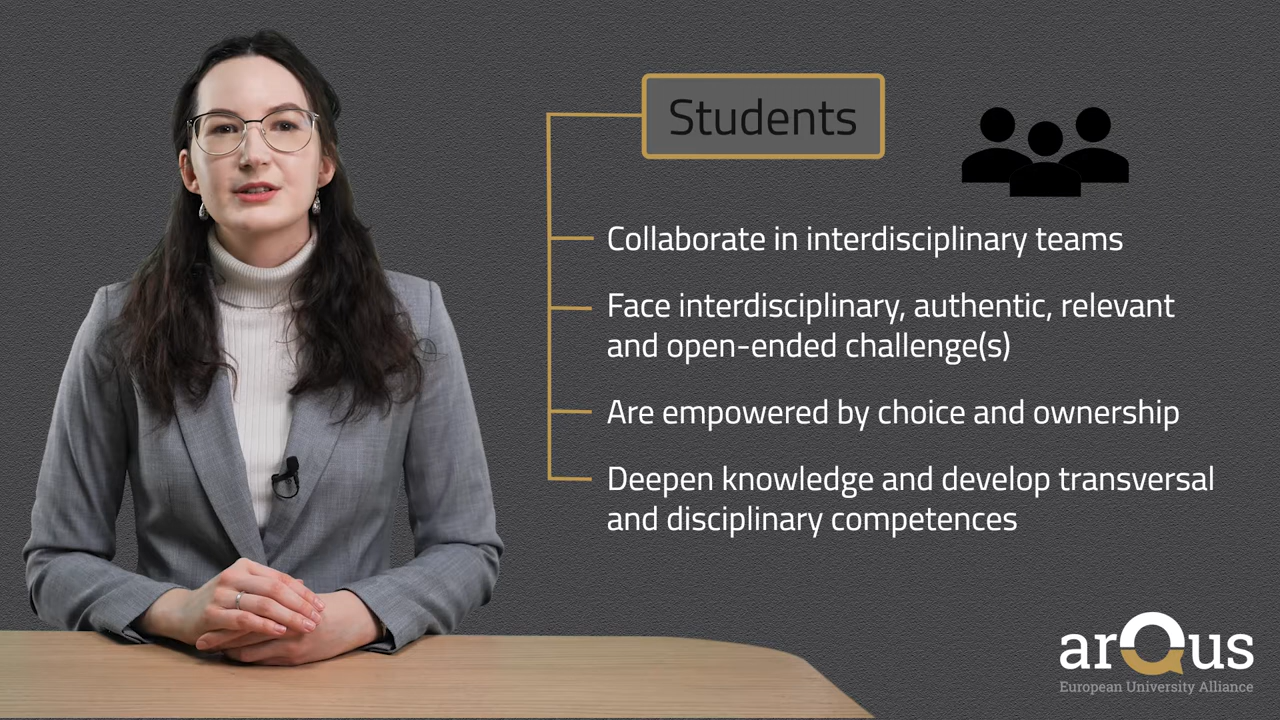 Students
Collaborate in interdisciplinary teams
Face interdisciplinary, authentic, relevant
and open-ended challenge(s)
Are empowered by choice and ownership
Deepen knowledge and develop transversal
and disciplinary competences
arQus
European University Alliance